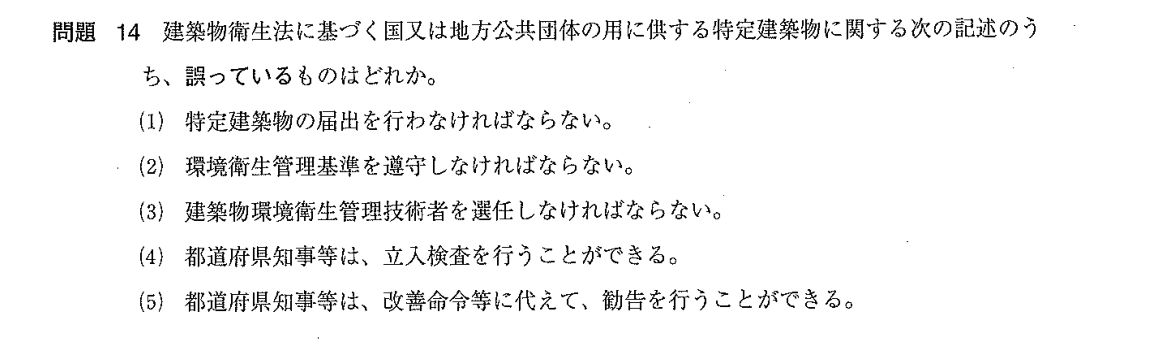 問題 14 建築物衛生法に基づく国又は地方公共団体の用に供する特定建築物に関する次の記述のう
ち、誤っているものはどれか。
(1) 特定建築物の届出を行わなければならない。
(2) 環境衛生管理基準を遵守しなければならない。
(3) 建築物環境衛生管理技術者を選任しなければならない。
(4) 都道府県知事等は、立入検査を行うことができる。
(5) 都道府県知事等は、改善命令等に代えて、勧告を行うことができる。